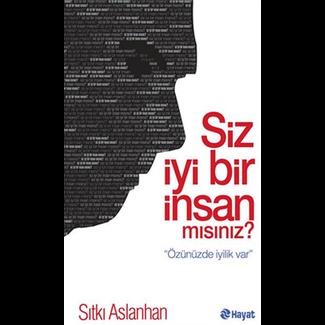 Siz
iyi bir
insan
mısınız?
“Özünüzde iyilik var”
Sıtkı Aslanhan
Hayat